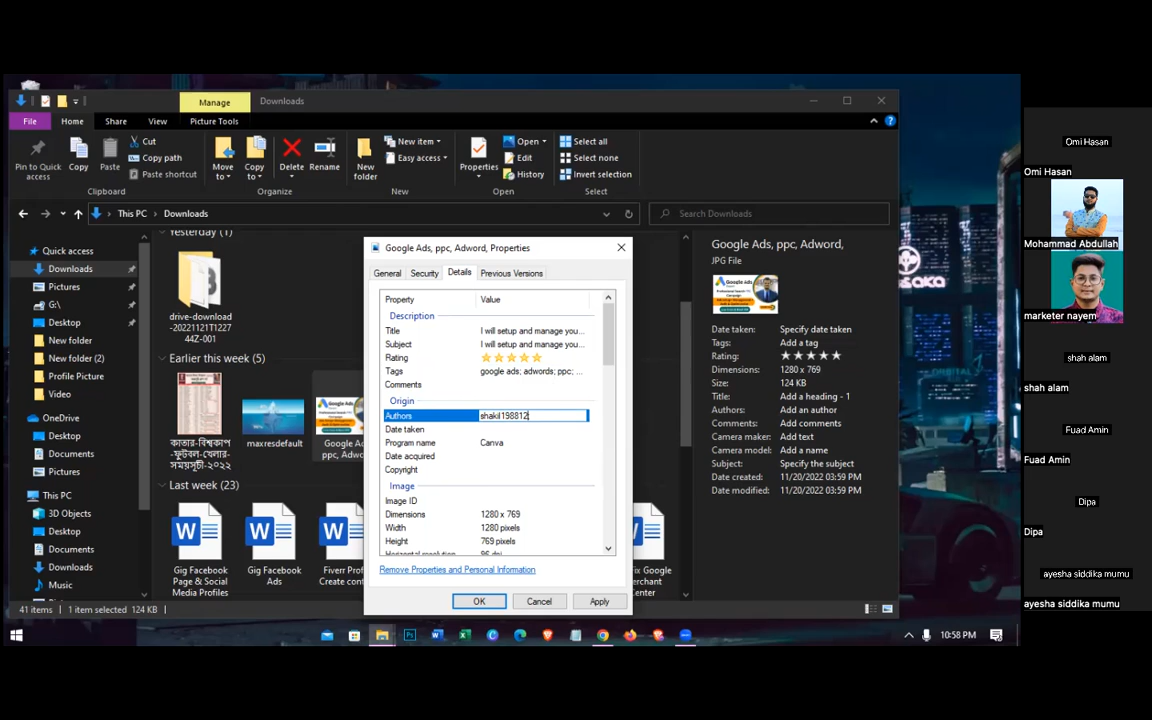 Manage
Downloads
File
Home
Share
View
Picture Tools
Pin to Quick access
Copy
Paste
Cut
Copy path
Paste shortcut
Clipboard
Move to
Copy to
Delete
Rename
Organize
New folder
New item
Easy access
New
Properties
Open
Edit
History
Open
Select all
Select none
Invert selection
Select
This PC
Downloads
Search Downloads
Quick access
Downloads
Pictures
G:\
Desktop
New folder
New folder (2)
Profile Picture
Video
OneDrive
Desktop
Documents
Pictures
This PC
3D Objects
Desktop
Documents
Downloads
Music
Yesterday (1)
drive-download
-20221121T1227
44Z-001
Earlier this week (5)
কাতার-বিশ্বকাপ
-ফুটবল-খেলার-
সময়সূচী-২০২২
maxresdefault
Google A
ppc, Adwo
Last week (23)
Gig Facebook
Page & Social
Media Profiles
Gig Facebook
Ads
Fiverr Prof
Create cont
ix Google
erchant
Center
41 items
1 item selected 124 KB
Google Ads, ppc, Adword, Properties
General
Security
Details
Previous Versions
Property
Value
Description
Title
I will setup and manage you...
Subject
I will setup and manage you...
Rating
Tags
google ads; adwords; ppc; ...
Comments
Origin
Authors
shakil198812
Date taken
Program name
Canva
Date acquired
Copyright
Image
Image ID
Dimensions
1280 x 769
Width
1280 pixels
Height
769 pixels
Horizontal resolution
96 dpi
Remove Properties and Personal Information
OK
Cancel
Apply
Google Ads, ppc, Adword,
JPG File
Google Ads
Date taken: Specify date taken
Tags: Add a tag
Rating:
Dimensions: 1280 x 769
Size: 124 KB
Title: Add a heading - 1
Authors: Add an author
Comments: Add comments
Camera maker: Add text
Camera model: Add a name
Subject: Specify the subject
Date created: 11/20/2022 03:59 PM
Date modified: 11/20/2022 03:59 PM
10:58 PM
Omi Hasan
Omi Hasan
Mohammad Abdullah
marketer nayem
shah alam
shah alam
Fuad Amin
Fuad Amin
Dipa
Dipa
ayesha siddika mumu
ayesha siddika mumu